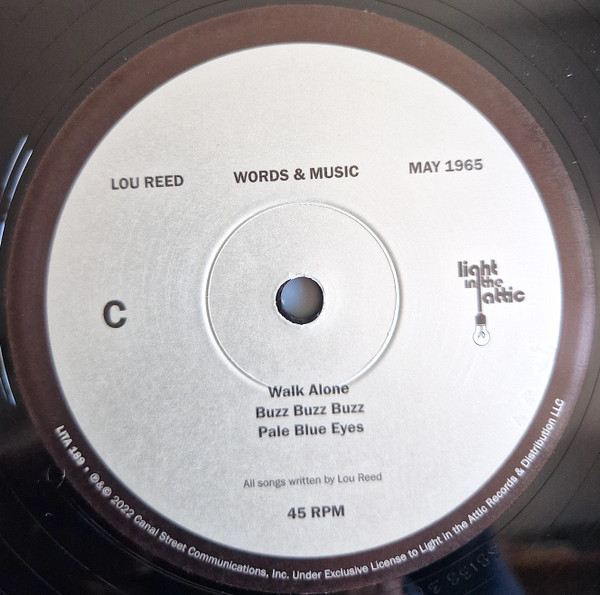 LOU REED WORDS & MUSIC MAY 1965
light
in the
attic
C
Walk Alone
Buzz Buzz Buzz
Pale Blue Eyes
All songs written by Lou Reed
45 RPM
LITA 189 • ℗&© 2022 Canal Street Communications, Inc. Under Exclusive License to Light in the Attic Records & Distribution LLC